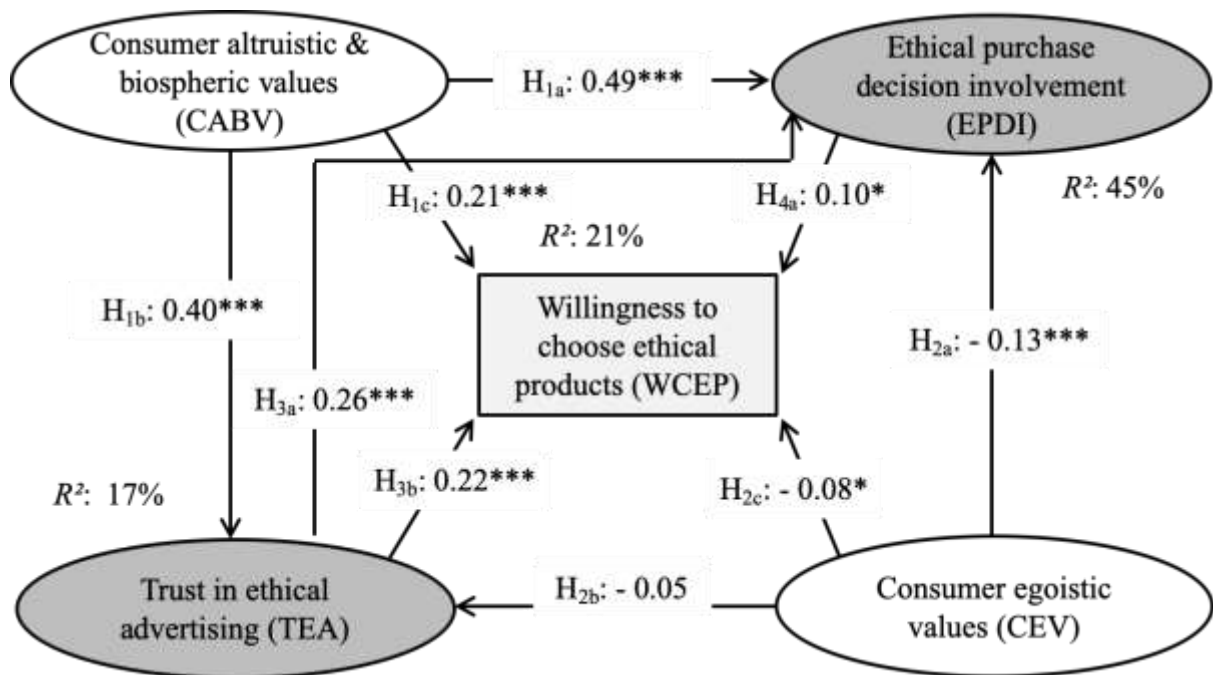 Consumer altruistic &
biospheric values
(CABV)
Ethical purchase
decision involvement
(EPDI)
H₁ₐ: 0.49***
H₁c: 0.21***
H₄ₐ: 0.10*
R²: 45%
R²: 21%
H₁b: 0.40***
Willingness to
choose ethical
products (WCEP)
H₂ₐ: - 0.13***
H₃ₐ: 0.26***
R²: 17%
H₃b: 0.22***
H₂c: - 0.08*
Trust in ethical
advertising (TEA)
H₂b: - 0.05
Consumer egoistic
values (CEV)